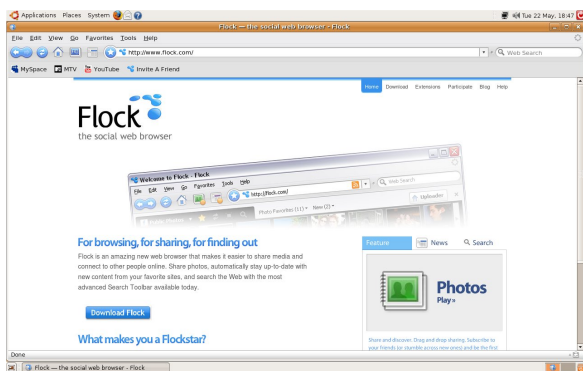 Applications Places System
Tue 22 May, 18:47
Flock — the social web browser - Flock
File Edit View Go Favorites Tools Help
http://www.flock.com/
Web Search
MySpace MTV YouTube Invite A Friend
Home Download Extensions Participate Blog Help
Flock
the social web browser
Welcome to Flock - Flock
File Edit View Go Favorites Tools Help
http://flock.com/
Web Search
Photo Favorites (11) New (2)
Uploader
For browsing, for sharing, for finding out
Flock is an amazing new web browser that makes it easier to share media and
connect to other people online. Share photos, automatically stay up-to-date with
new content from your favorite sites, and search the Web with the most
advanced Search Toolbar available today.
Download Flock
What makes you a Flockstar?
Feature News Search
Photos
Play»
Share and discover. Drag and drop sharing. Subscribe to
your friends (or stumble across new ones) and be the first
Done
Flock — the social web browser - Flock